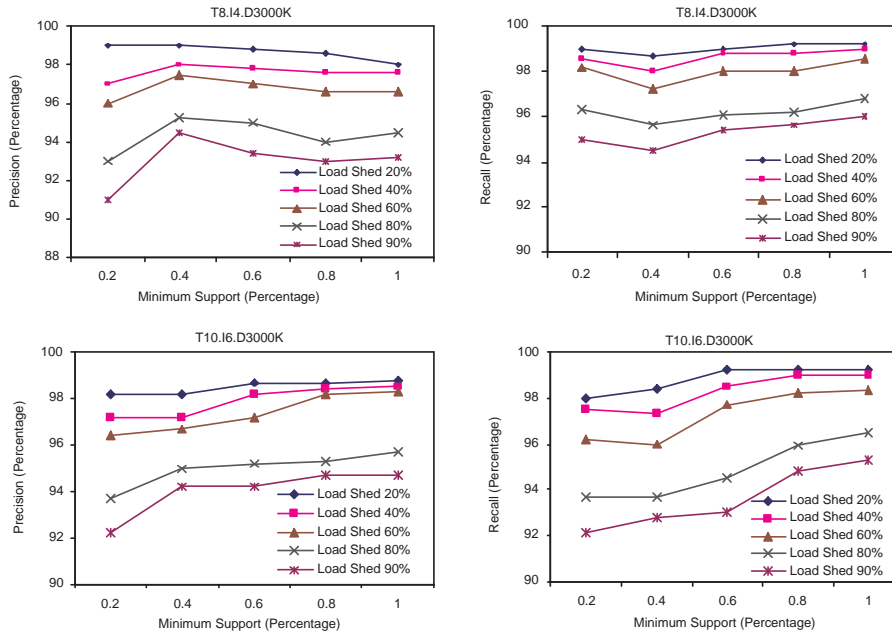 T8.I4.D3000K
Precision (Percentage)
100
98
96
94
92
90
88
0.2 0.4 0.6 0.8 1
Minimum Support (Percentage)
Load Shed 20%
Load Shed 40%
Load Shed 60%
Load Shed 80%
Load Shed 90%
T8.I4.D3000K
Recall (Percentage)
100
98
96
94
92
90
0.2 0.4 0.6 0.8 1
Minimum Support (Percentage)
Load Shed 20%
Load Shed 40%
Load Shed 60%
Load Shed 80%
Load Shed 90%
T10.I6.D3000K
Precision (Percentage)
100
98
96
94
92
90
0.2 0.4 0.6 0.8 1
Minimum Support (Percentage)
Load Shed 20%
Load Shed 40%
Load Shed 60%
Load Shed 80%
Load Shed 90%
T10.I6.D3000K
Recall (Percentage)
100
98
96
94
92
90
0.2 0.4 0.6 0.8 1
Minimum Support (Percentage)
Load Shed 20%
Load Shed 40%
Load Shed 60%
Load Shed 80%
Load Shed 90%